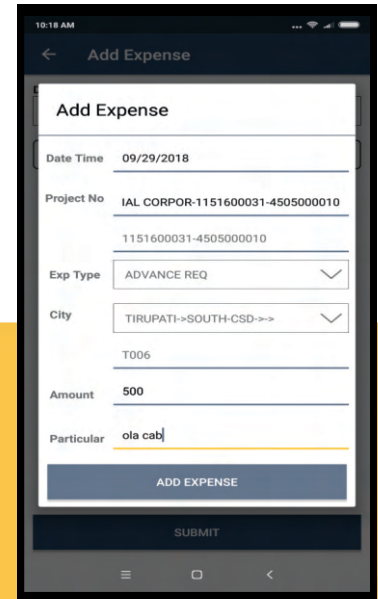 10:18 AM
Add Expense
D
Add Expense
Date Time 09/29/2018
Project No IAL CORPOR-1151600031-4505000010
1151600031-4505000010
Exp Type ADVANCE REQ
City TIRUPATI->SOUTH-CSD->->
T006
Amount 500
Particular ola cab
ADD EXPENSE
SUBMIT